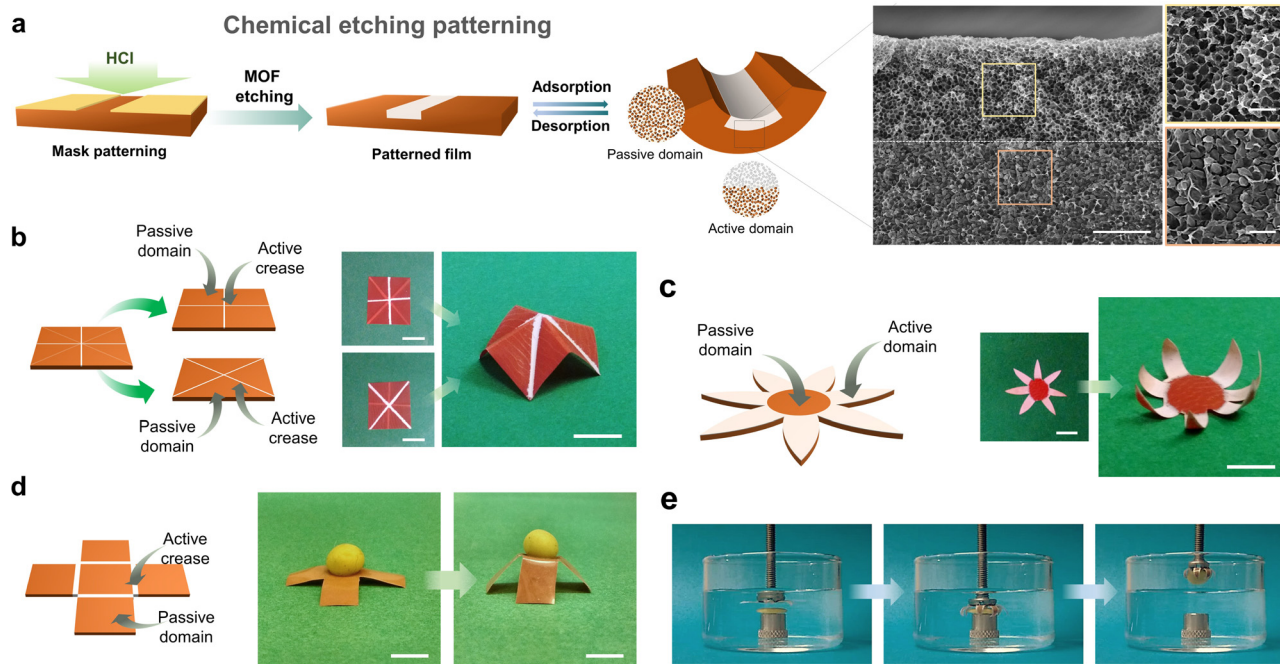 a
Chemical etching patterning
HCl
MOF
etching
Mask patterning
Patterned film
Adsorption
Desorption
Passive domain
Active domain
b
Passive
domain
Active
crease
Passive
domain
Active
crease
c
Passive
domain
Active
domain
d
Active
crease
Passive
domain
e